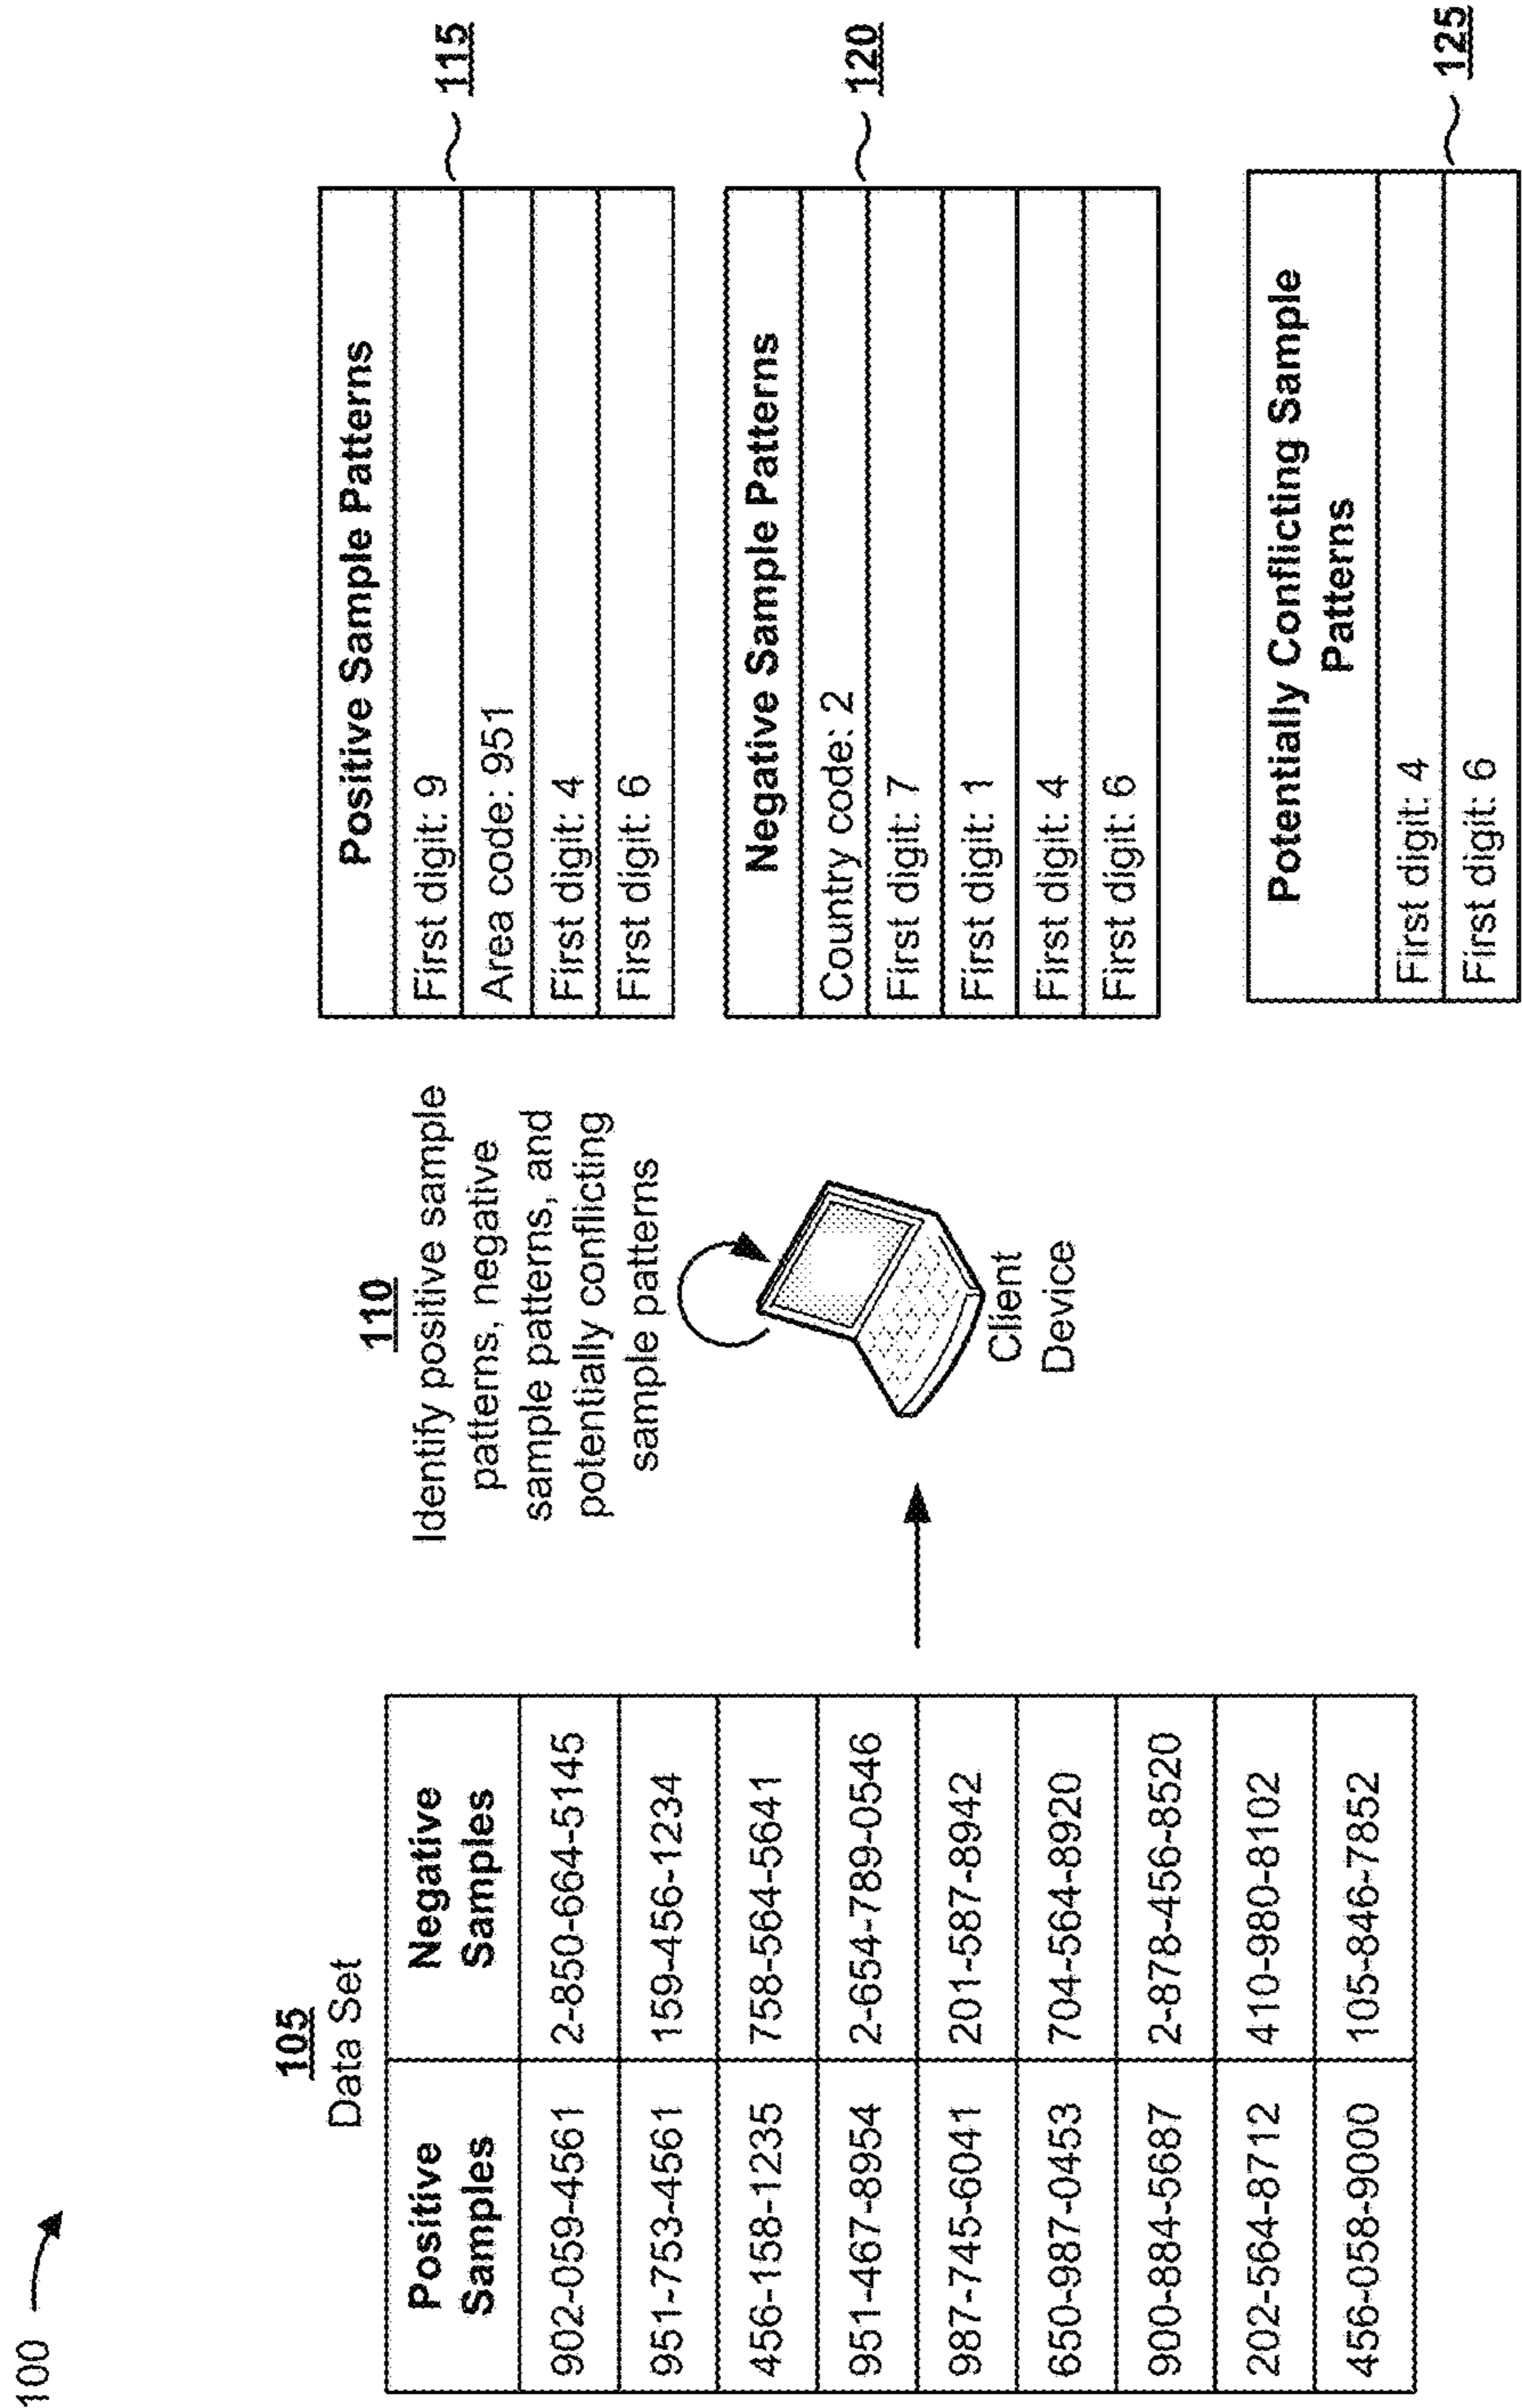 100
105
Data Set
Positive Samples Negative Samples
902-059-4561 2-850-664-5145
951-753-4561 159-456-1234
456-158-1235 758-564-5641
951-467-8954 2-654-789-0546
987-745-6041 201-587-8942
650-987-0453 704-564-8920
900-884-5687 2-878-456-8520
202-564-8712 410-980-8102
456-058-9000 105-846-7852
110
Identify positive sample
patterns, negative
sample patterns, and
potentially conflicting
sample patterns
Client
Device
Positive Sample Patterns
First digit: 9
Area code: 951
First digit: 4
First digit: 6
115
Negative Sample Patterns
Country code: 2
First digit: 7
First digit: 1
First digit: 4
First digit: 6
120
Potentially Conflicting Sample
Patterns
First digit: 4
First digit: 6
125